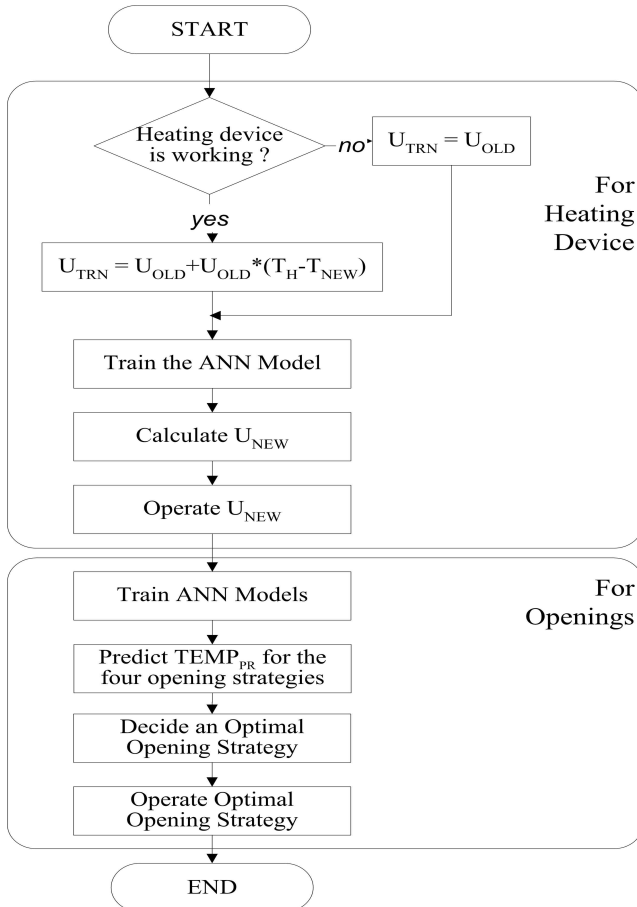 START
Heating device
is working ?
no
U_TRN = U_OLD
For
Heating
Device
yes
U_TRN = U_OLD+U_OLD*(T_H-T_NEW)
Train the ANN Model
Calculate U_NEW
Operate U_NEW
For
Openings
Train ANN Models
Predict TEMP_PR for the
four opening strategies
Decide an Optimal
Opening Strategy
Operate Optimal
Opening Strategy
END